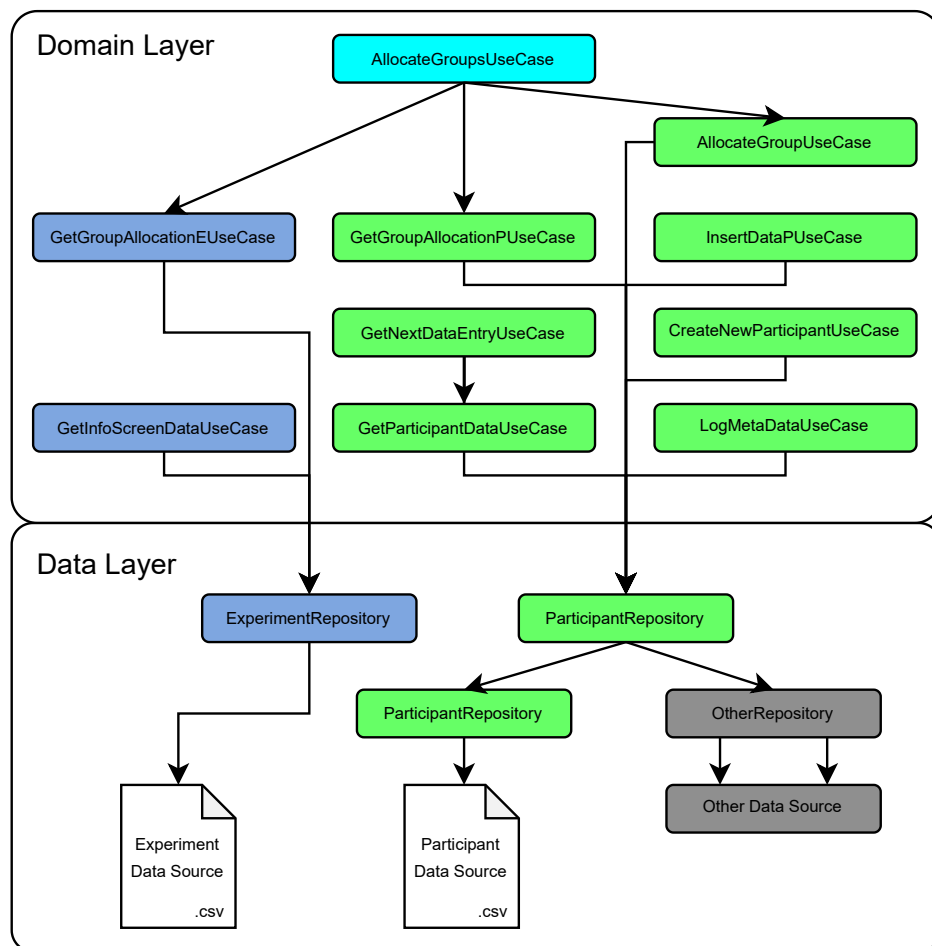 Domain Layer
AllocateGroupsUseCase
AllocateGroupUseCase
GetGroupAllocationEUseCase
GetGroupAllocationPUseCase
InsertDataPUseCase
GetNextDataEntryUseCase
CreateNewParticipantUseCase
GetInfoScreenDataUseCase
GetParticipantDataUseCase
LogMetaDataUseCase
Data Layer
ExperimentRepository
ParticipantRepository
ParticipantRepository
OtherRepository
Other Data Source
Experiment
Data Source
.csv
Participant
Data Source
.csv